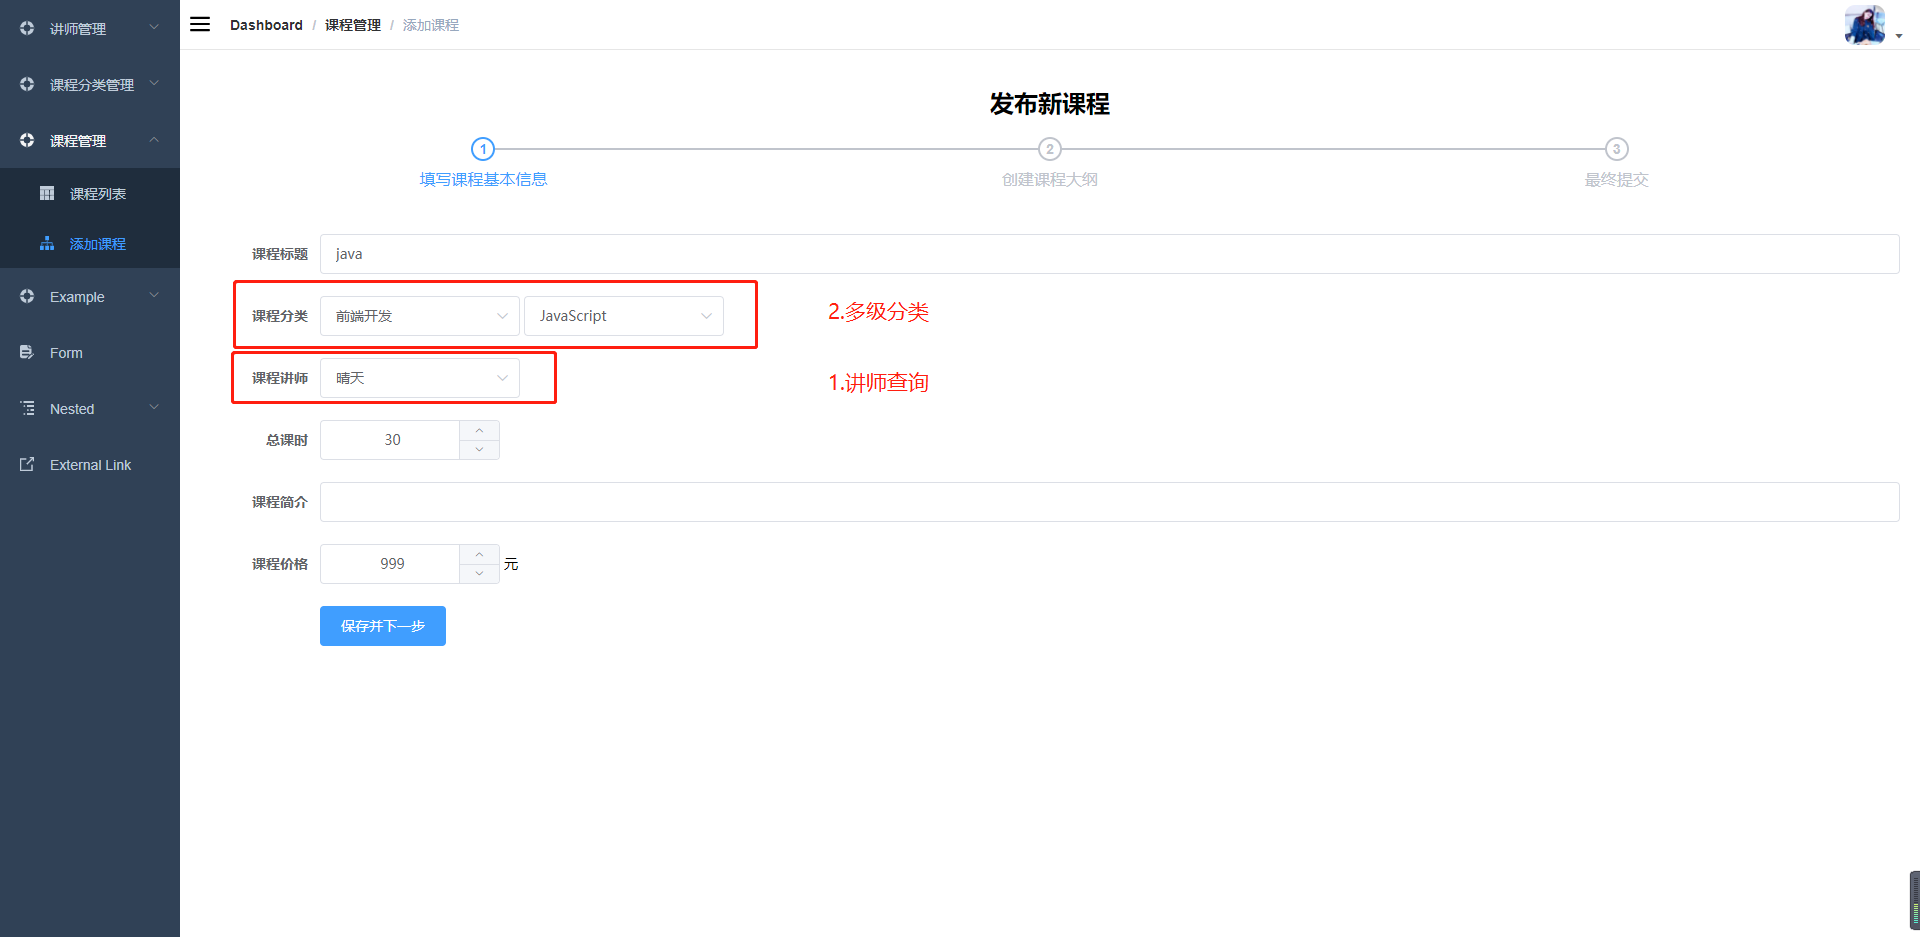 讲师管理
课程分类管理
课程管理
课程列表
添加课程
Example
Form
Nested
External Link
Dashboard / 课程管理 / 添加课程
发布新课程
1 2 3
填写课程基本信息 创建课程大纲 最终提交
课程标题 java
课程分类 前端开发 JavaScript 2.多级分类
课程讲师 晴天 1.讲师查询
总课时 30
课程简介
课程价格 999 元
保存并下一步